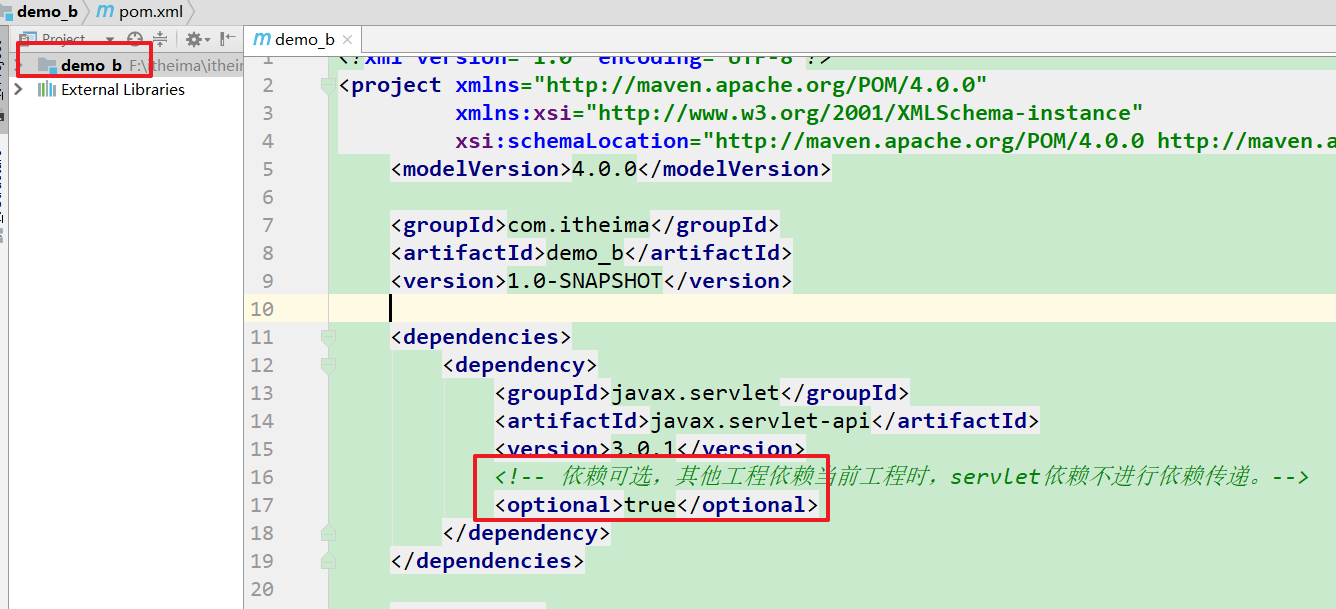 demo_b m pom.xml
Project
m demo_b
demo_b F:\itheima\itheim
External Libraries
1 <?xml version="1.0" encoding="UTF-8"?>
2 <project xmlns="http://maven.apache.org/POM/4.0.0"
3 xmlns:xsi="http://www.w3.org/2001/XMLSchema-instance"
4 xsi:schemaLocation="http://maven.apache.org/POM/4.0.0 http://maven.a
5 <modelVersion>4.0.0</modelVersion>
6
7 <groupId>com.itheima</groupId>
8 <artifactId>demo_b</artifactId>
9 <version>1.0-SNAPSHOT</version>
10
11 <dependencies>
12 <dependency>
13 <groupId>javax.servlet</groupId>
14 <artifactId>javax.servlet-api</artifactId>
15 <version>3.0.1</version>
16 <!-- 依赖可选，其他工程依赖当前工程时，servlet依赖不进行依赖传递。-->
17 <optional>true</optional>
18 </dependency>
19 </dependencies>
20